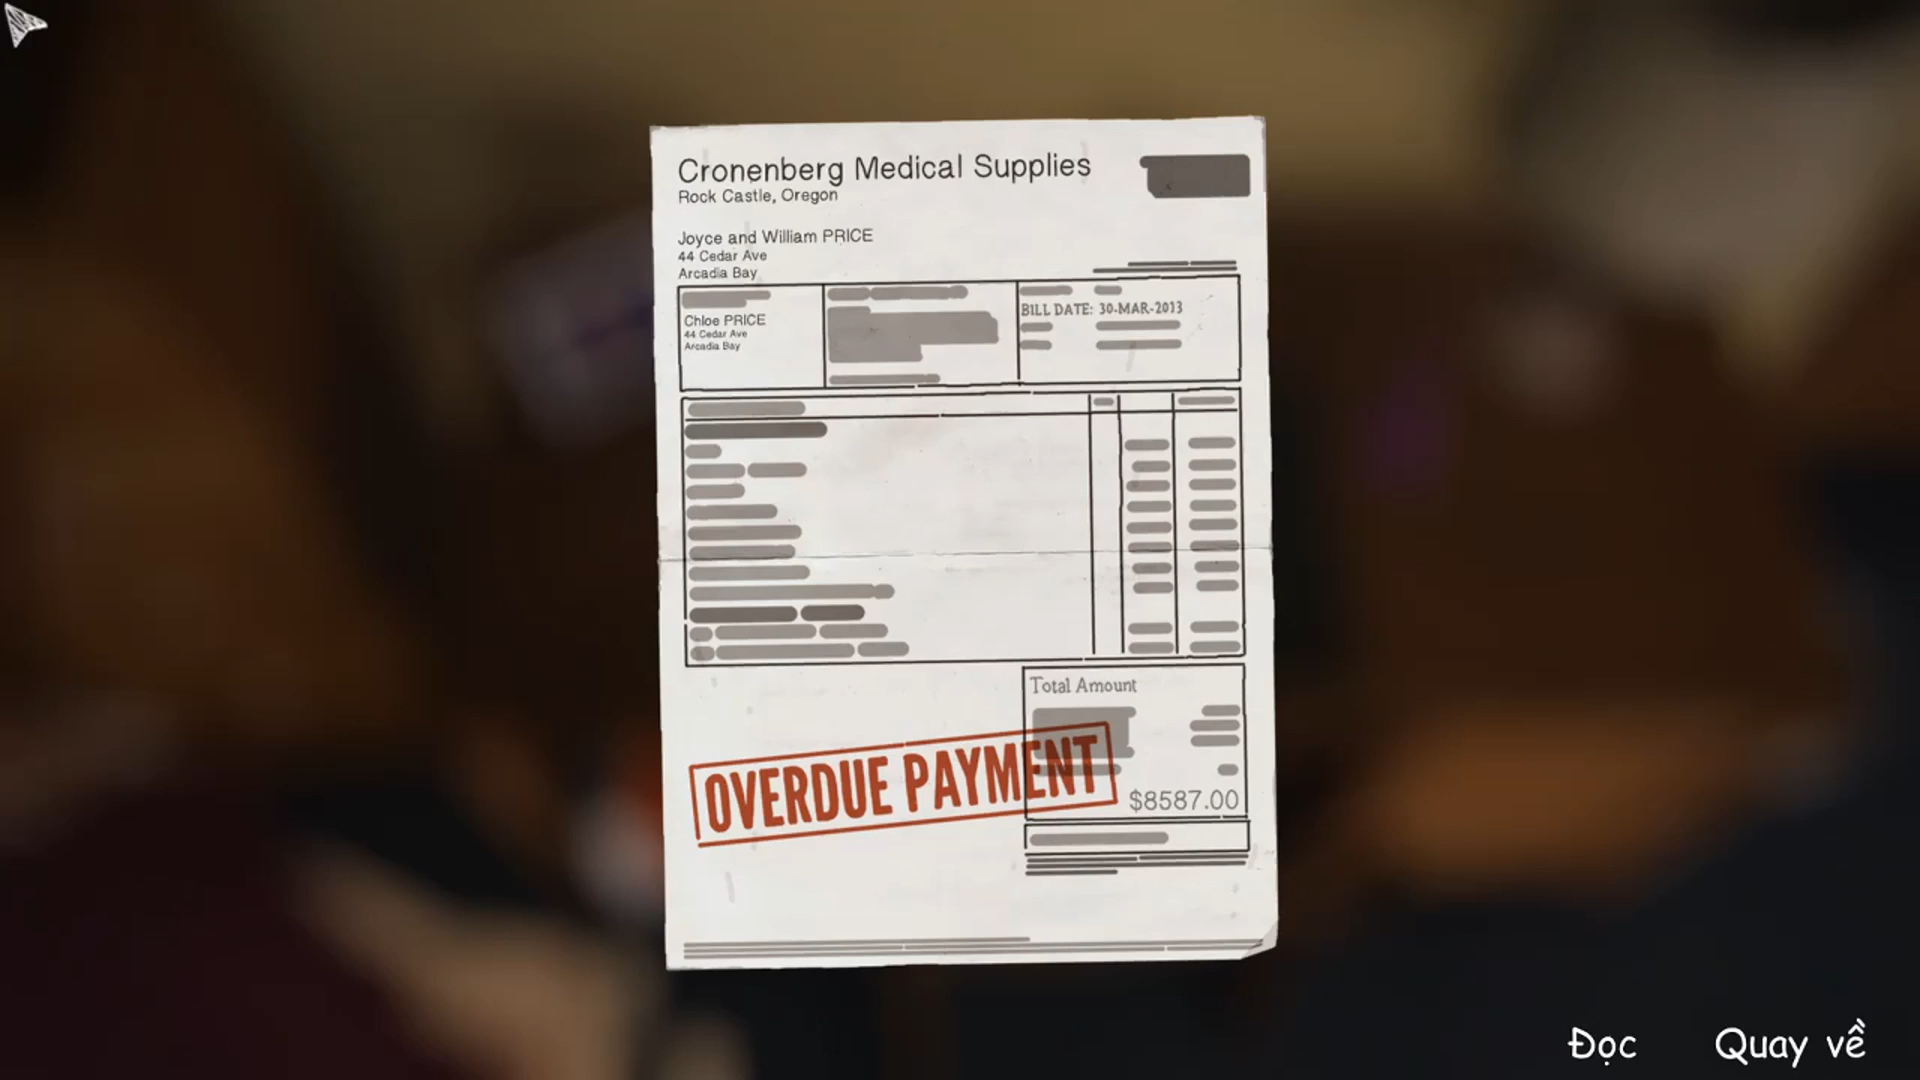 Cronenberg Medical Supplies
Rock Castle, Oregon
Joyce and William PRICE
44 Cedar Ave
Arcadia Bay
Chloe PRICE
44 Cedar Ave
Arcadia Bay
BILL DATE: 30-MAR-2013
Total Amount
OVERDUE PAYMENT
$8587.00
Đọc
Quay về